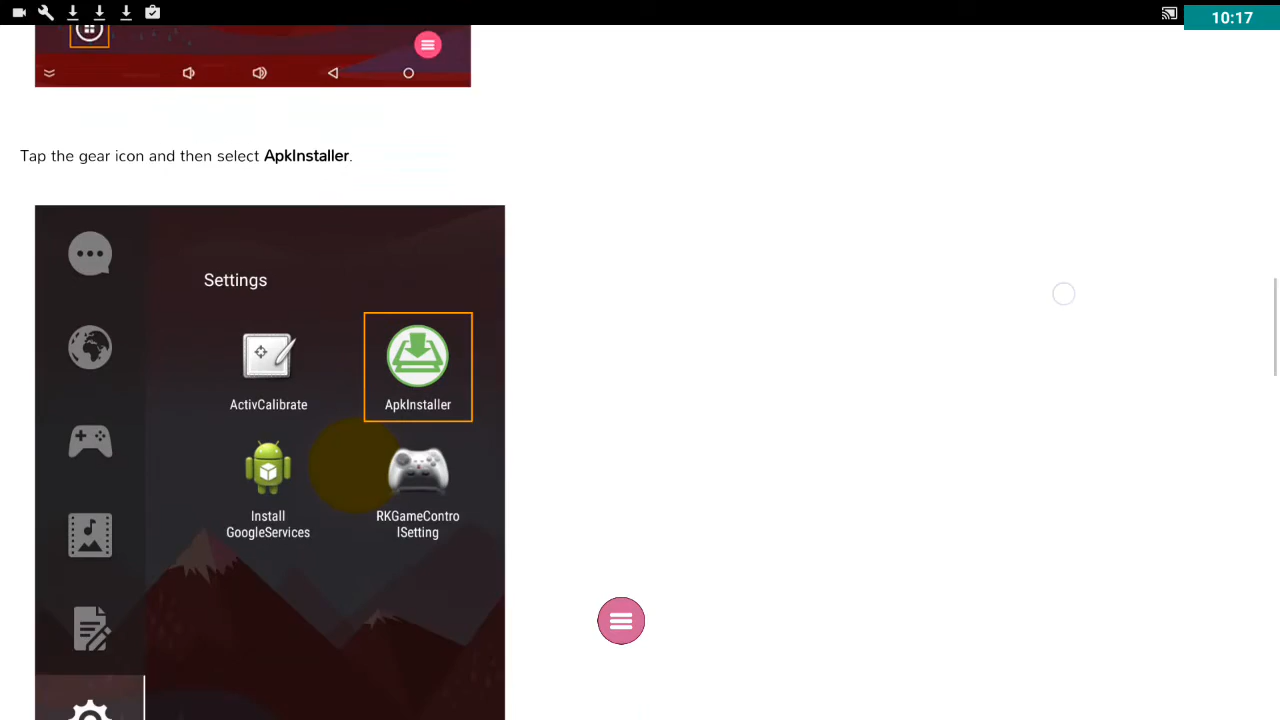 10:17
Tap the gear icon and then select ApkInstaller.
Settings
ActivCalibrate
ApkInstaller
Install
GoogleServices
RKGameContro
lSetting